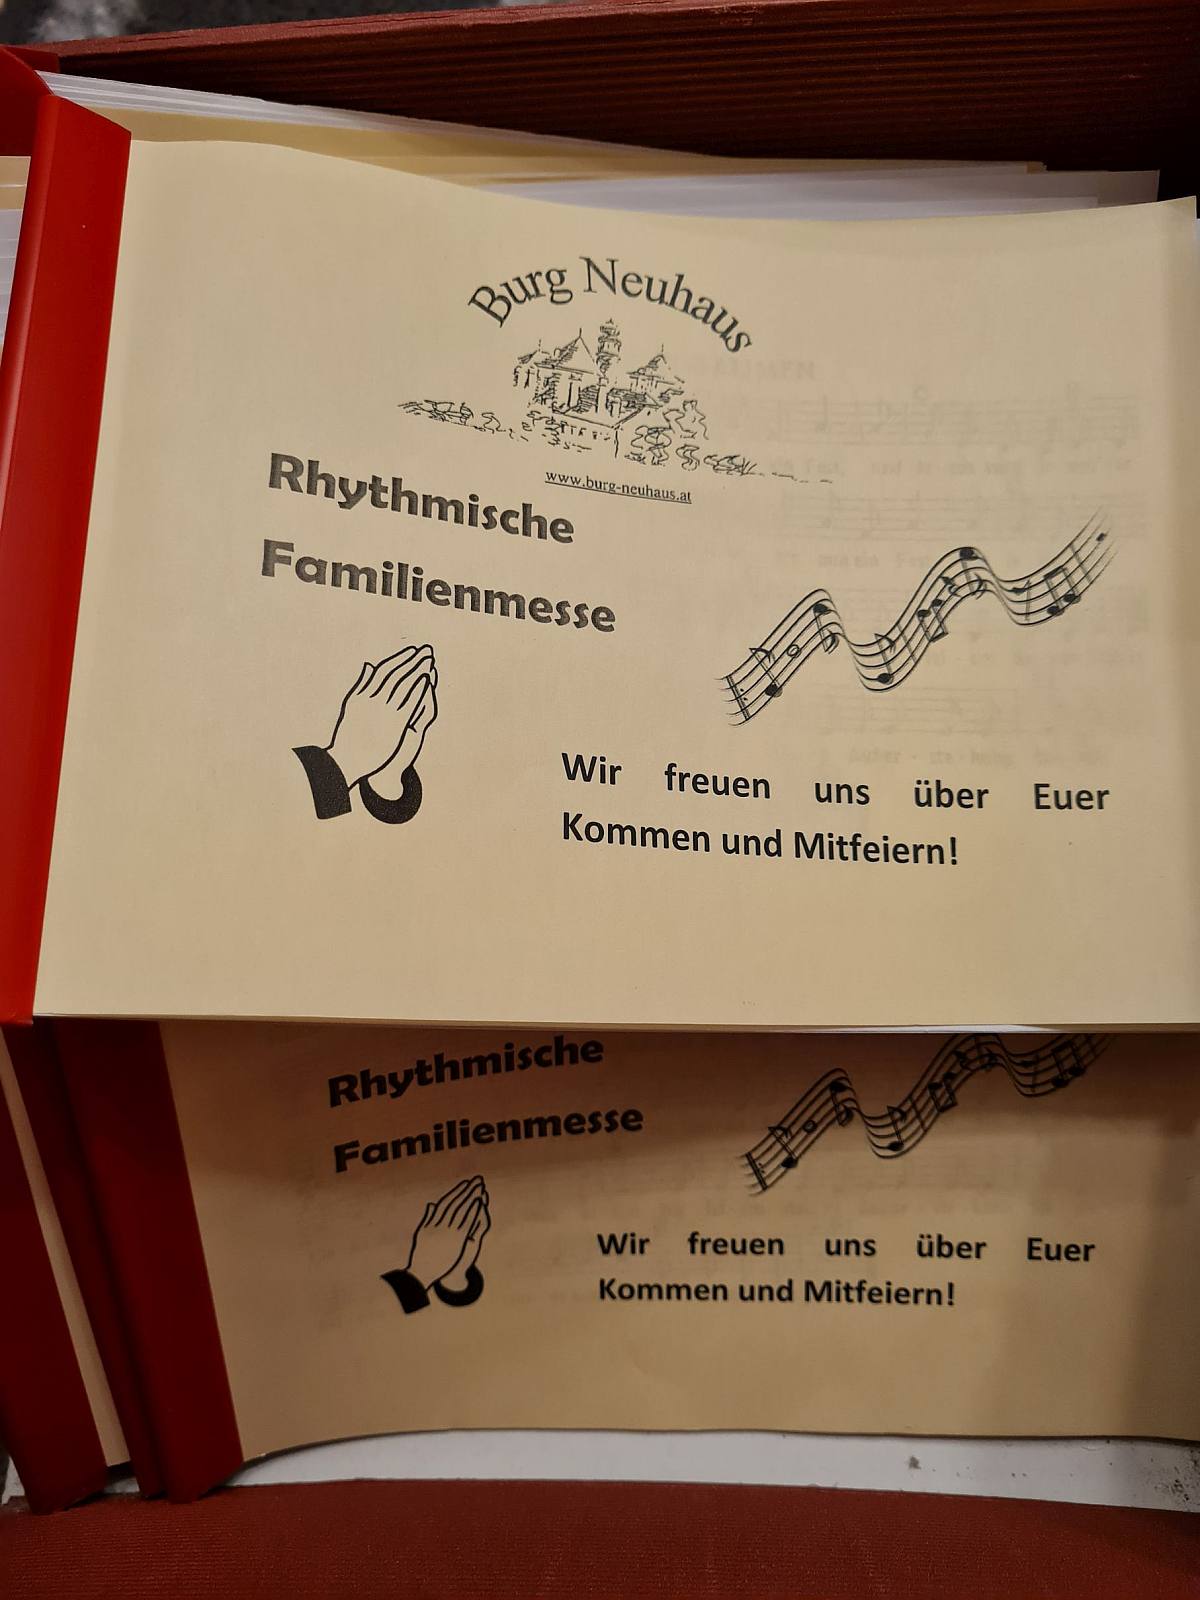 Burg Neuhaus
www.burg-neuhaus.at
Rhythmische
Familienmesse
Wir freuen uns über Euer
Kommen und Mitfeiern!
Rhythmische
Familienmesse
Wir freuen uns über Euer
Kommen und Mitfeiern!